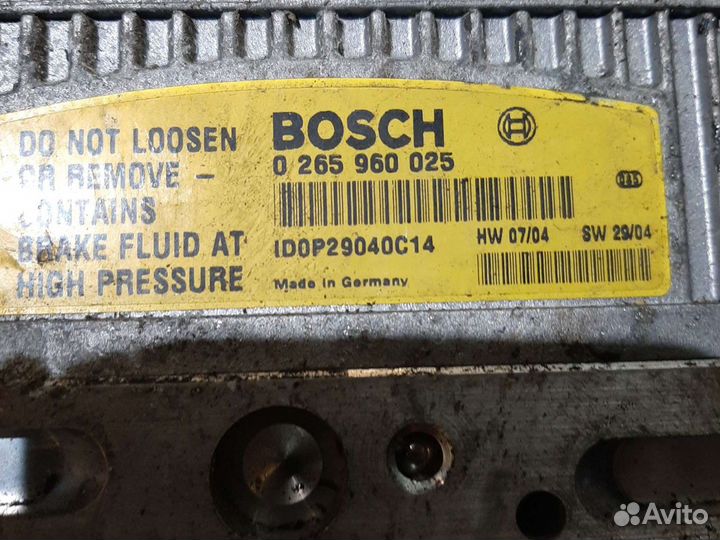 DO NOT LOOSEN
OR REMOVE -
CONTAINS
BRAKE FLUID AT
HIGH PRESSURE
BOSCH
0 265 960 025
ID0P29040C14
HW 07/04 SW 29/04
Made in Germany
Avito